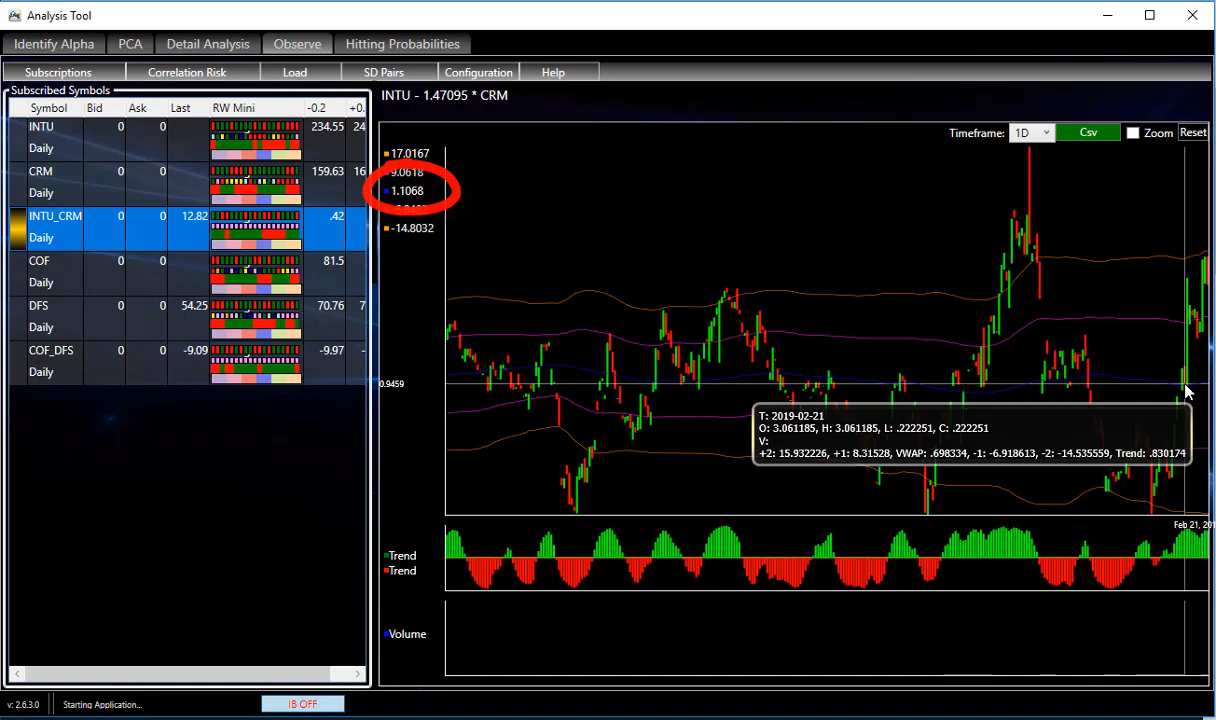 Analysis Tool
Identify Alpha PCA Detail Analysis Observe Hitting Probabilities
Subscriptions Correlation Risk Load SD Pairs Configuration Help
Subscribed Symbols
Symbol Bid Ask Last RW Mini -0.2 +0.
INTU 0 0 234.55 24
Daily
CRM 0 0 159.63 16
Daily
INTU_CRM 0 0 12.82 .42
Daily
COF 0 0 81.5
Daily
DFS 0 0 54.25 -70.76 7
Daily
COF_DFS 0 0 -9.09 -9.97 -
Daily
INTU - 1.47095 * CRM
Timeframe: 1D Csv Zoom Reset
17.0167
9.0618
1.1068
-14.8032
0.9459
T: 2019-02-21
O: 3.061185, H: 3.061185, L: .222251, C: .222251
V:
+2: 15.932226, +1: 8.31528, VWAP: .698334, -1: -6.918613, -2: -14.535559, Trend: .830174
Feb 21, 201
Trend
Trend
Volume
v: 2.6.3.0 Starting Application... IB OFF